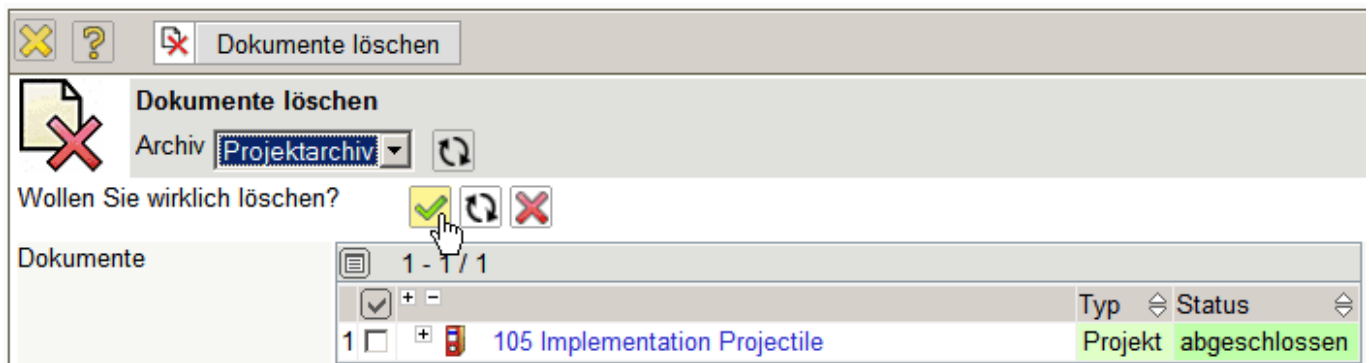 Dokumente löschen
Dokumente löschen
Archiv Projektarchiv
Wollen Sie wirklich löschen?
Dokumente 1 - 1 / 1
Typ Status
1 105 Implementation Projectile Projekt abgeschlossen